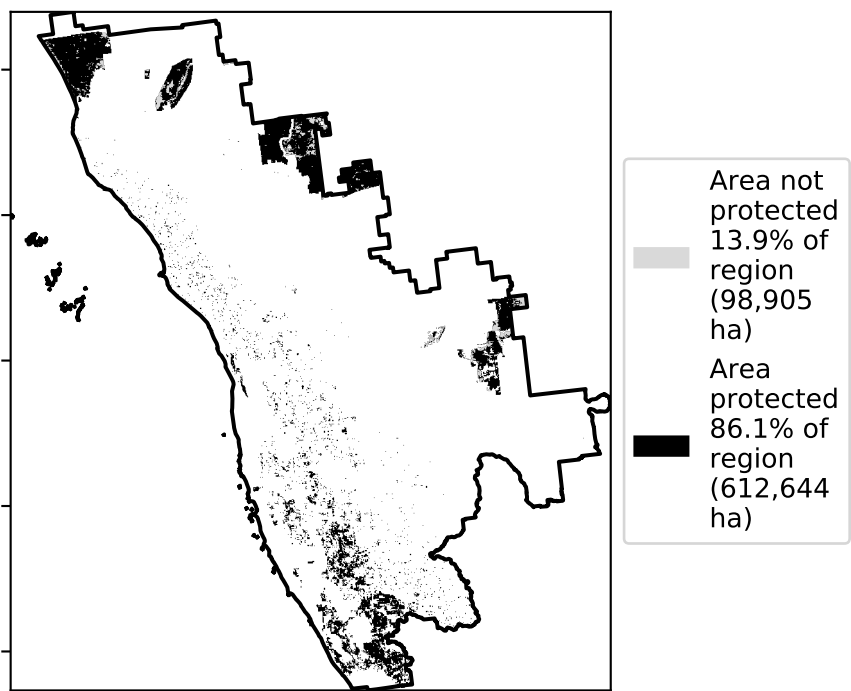 Area not
protected
13.9% of
region
(98,905
ha)
Area
protected
86.1% of
region
(612,644
ha)